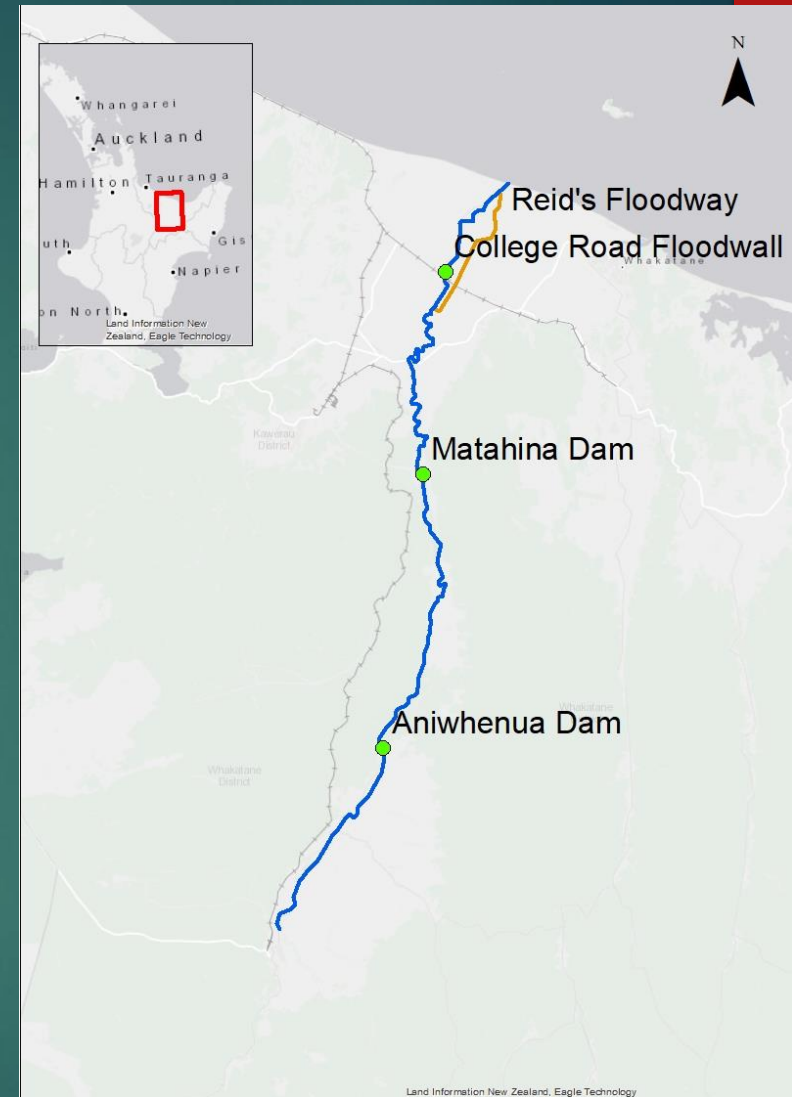 N
Whangarei
Auckland
Hamilton
Tauranga
uth
Gis
Napier
on North
Land Information New
Zealand, Eagle Technology
Reid's Floodway
College Road Floodwall
Whakatane
Kawerau
District
Matahina Dam
Whakatane
Aniwhenua Dam
Whakatane
District
Land Information New Zealand, Eagle Technology